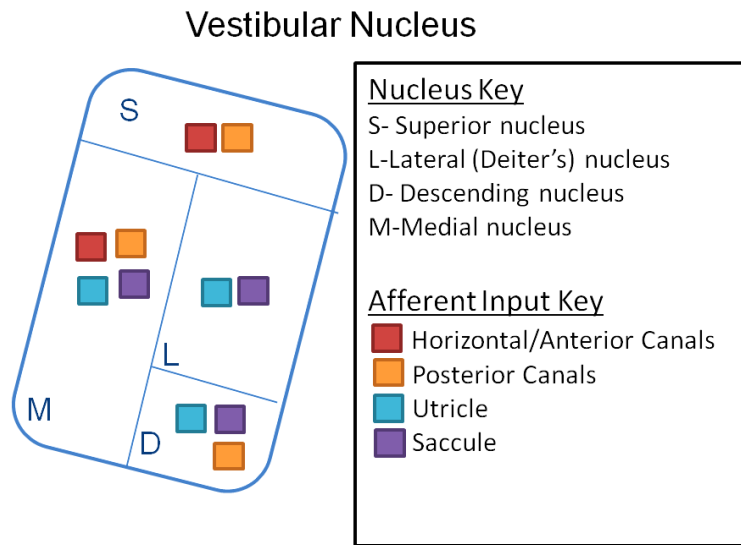 Vestibular Nucleus
S
M
L
D
Nucleus Key
S- Superior nucleus
L-Lateral (Deiter's) nucleus
D- Descending nucleus
M-Medial nucleus
Afferent Input Key
Horizontal/Anterior Canals
Posterior Canals
Utricle
Saccule